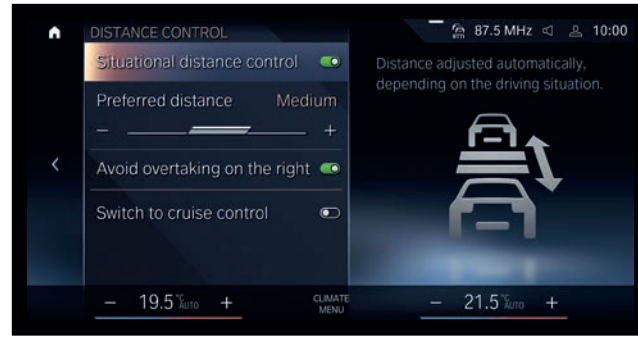 DISTANCE CONTROL
RTTI 87.5 MHz 10:00
Situational distance control
Preferred distance Medium
− +
Avoid overtaking on the right
Switch to cruise control
Distance adjusted automatically,
depending on the driving situation.
− 19.5 °C AUTO +
CLIMATE
MENU
− 21.5 °C AUTO +